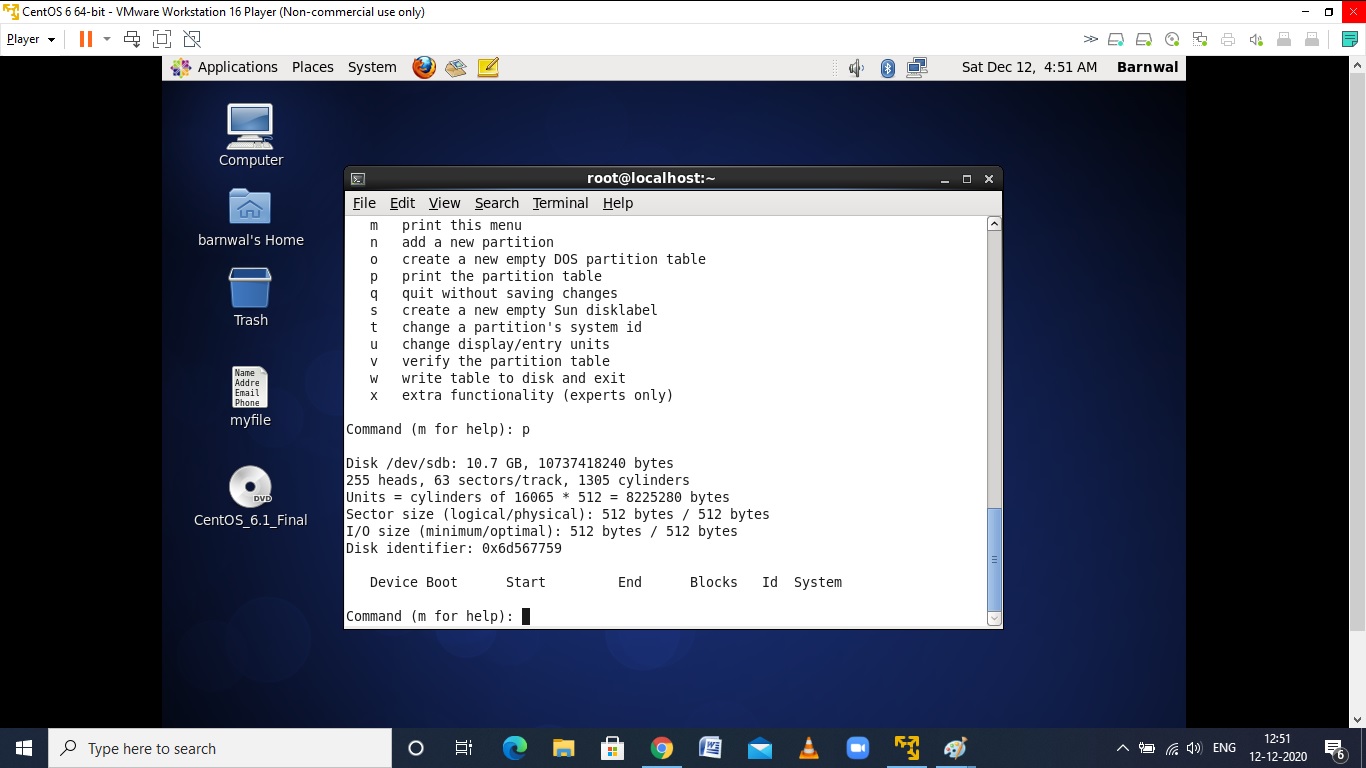 CentOS 6 64-bit - VMware Workstation 16 Player (Non-commercial use only)
Player
Applications Places System Sat Dec 12, 4:51 AM Barnwal
Computer
barnwal's Home
Trash
Name
Addre
Email
Phone
myfile
DVD
CentOS_6.1_Final
root@localhost:~
File Edit View Search Terminal Help
m print this menu
n add a new partition
o create a new empty DOS partition table
p print the partition table
q quit without saving changes
s create a new empty Sun disklabel
t change a partition's system id
u change display/entry units
v verify the partition table
w write table to disk and exit
x extra functionality (experts only)
Command (m for help): p
Disk /dev/sdb: 10.7 GB, 10737418240 bytes
255 heads, 63 sectors/track, 1305 cylinders
Units = cylinders of 16065 * 512 = 8225280 bytes
Sector size (logical/physical): 512 bytes / 512 bytes
I/O size (minimum/optimal): 512 bytes / 512 bytes
Disk identifier: 0x6d567759
Device Boot Start End Blocks Id System
Command (m for help):
Type here to search
ENG
12:51
12-12-2020
6